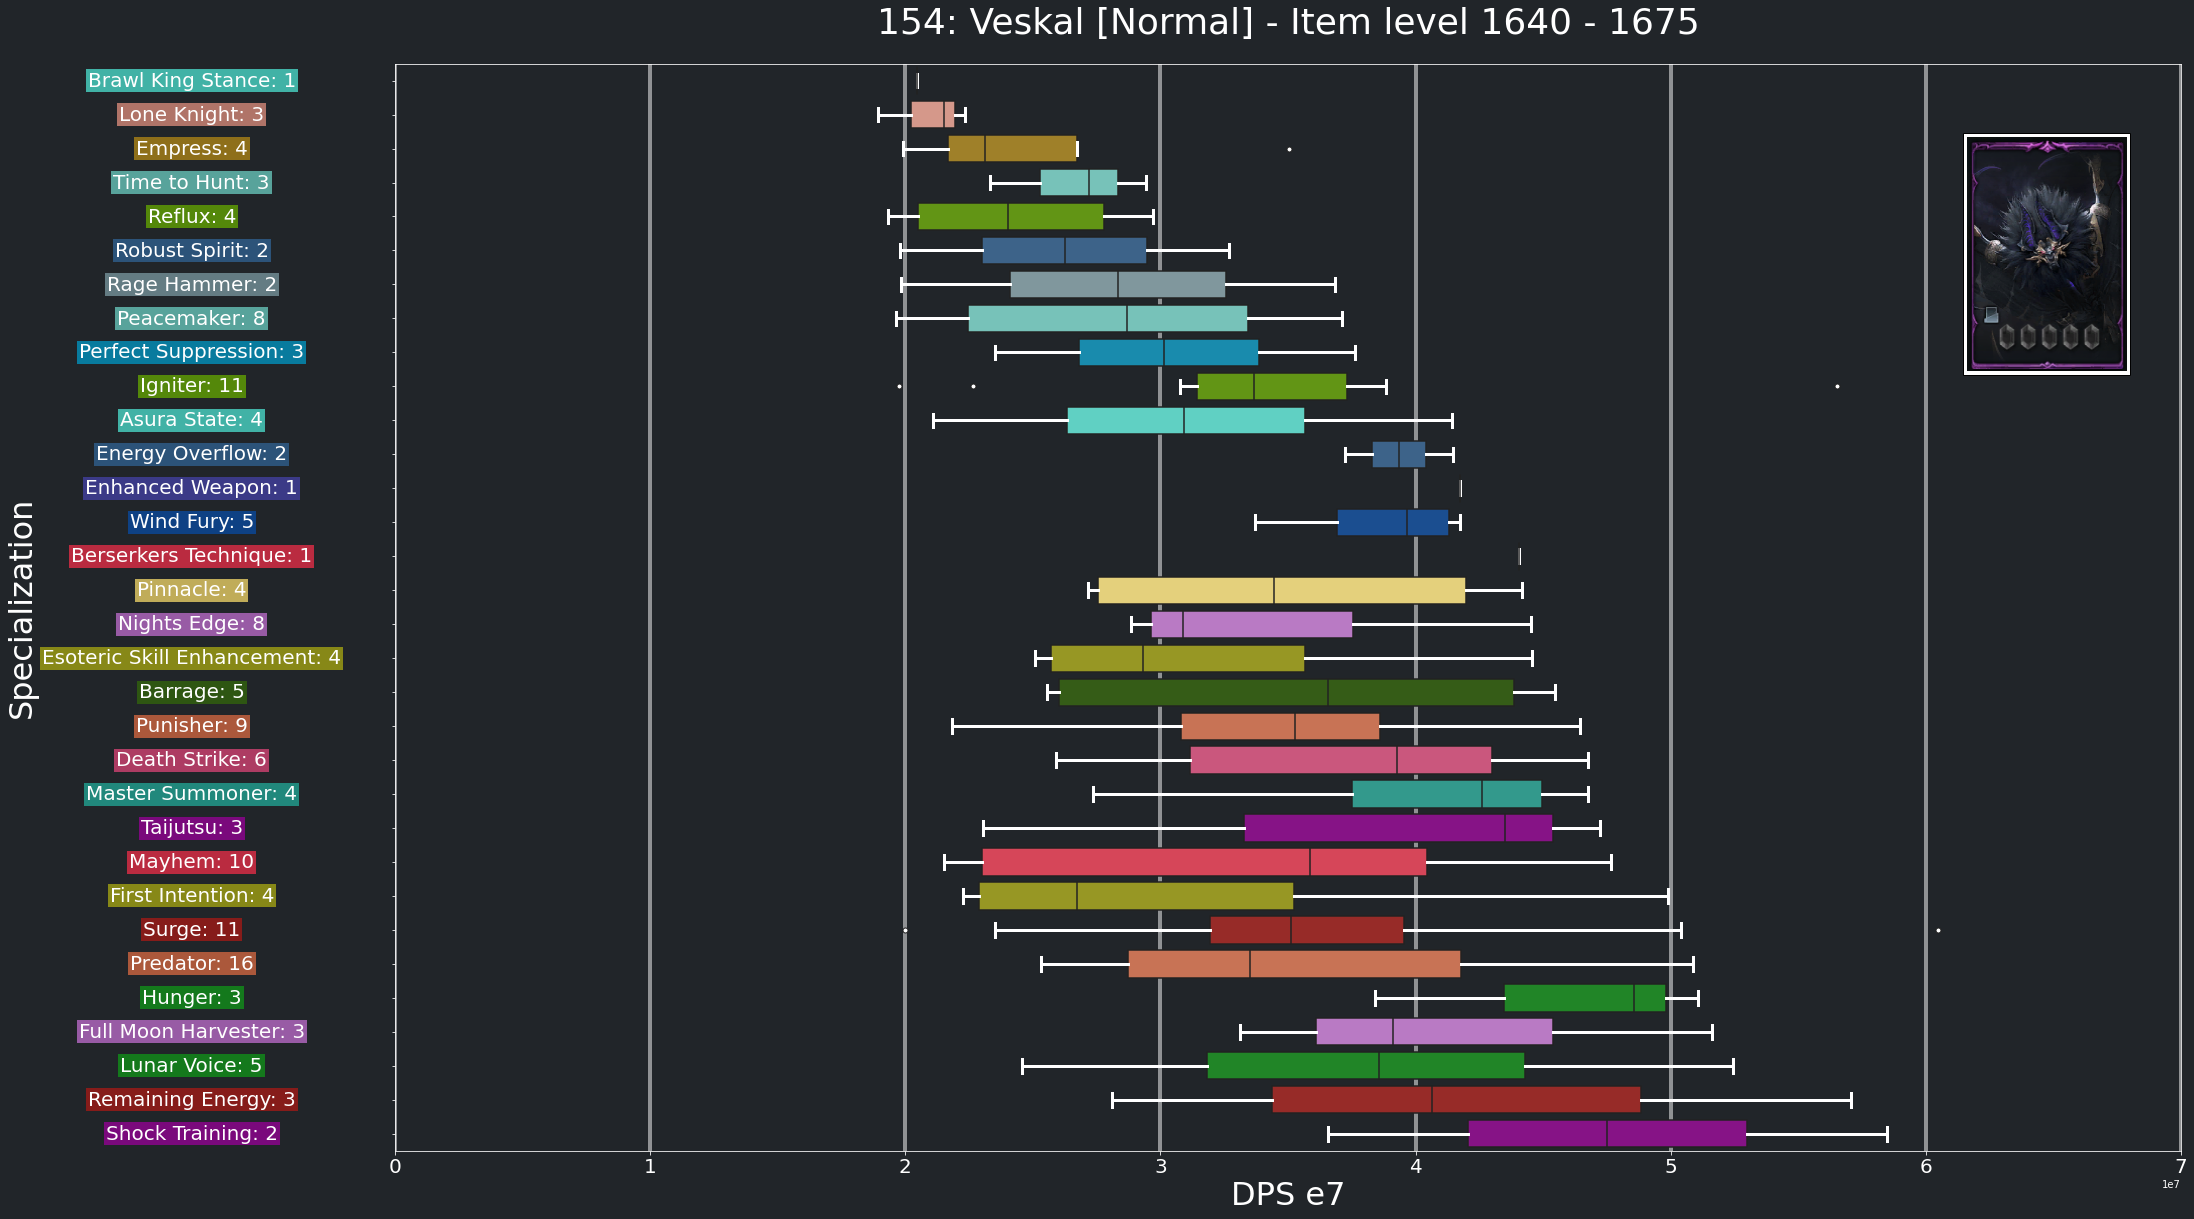 154: Veskal [Normal] - Item level 1640 - 1675
Specialization
Brawl King Stance: 1
Lone Knight: 3
Empress: 4
Time to Hunt: 3
Reflux: 4
Robust Spirit: 2
Rage Hammer: 2
Peacemaker: 8
Perfect Suppression: 3
Igniter: 11
Asura State: 4
Energy Overflow: 2
Enhanced Weapon: 1
Wind Fury: 5
Berserkers Technique: 1
Pinnacle: 4
Nights Edge: 8
Esoteric Skill Enhancement: 4
Barrage: 5
Punisher: 9
Death Strike: 6
Master Summoner: 4
Taijutsu: 3
Mayhem: 10
First Intention: 4
Surge: 11
Predator: 16
Hunger: 3
Full Moon Harvester: 3
Lunar Voice: 5
Remaining Energy: 3
Shock Training: 2
0 1 2 3 4 5 6 7
1e7
DPS e7